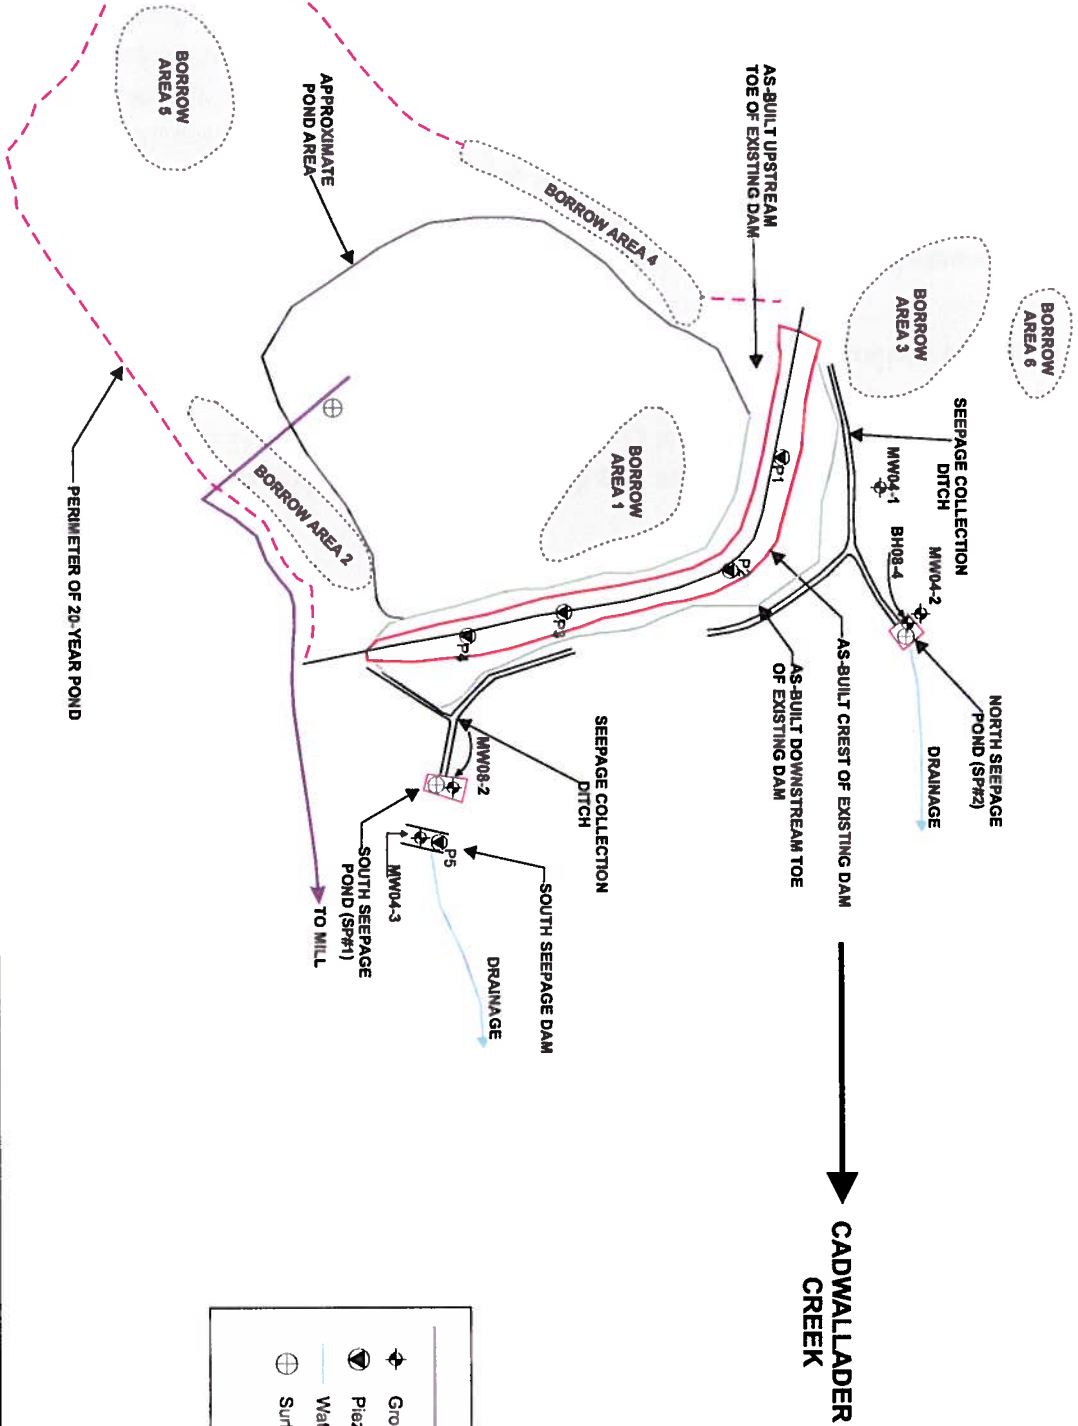 BORROW
AREA 5
APPROXIMATE
POND AREA
BORROW AREA 4
AS-BUILT UPSTREAM
TOE OF EXISTING DAM
BORROW
AREA 3
BORROW
AREA 6
SEEPAGE COLLECTION
DITCH
MW04-1
BH08-4
MW04-2
P1
P2
P3
P4
BORROW
AREA 1
BORROW AREA 2
PERIMETER OF 20-YEAR POND
NORTH SEEPAGE
POND (SP#2)
DRAINAGE
AS-BUILT CREST OF EXISTING DAM
AS-BUILT DOWNSTREAM TOE
OF EXISTING DAM
SEEPAGE COLLECTION
DITCH
MW08-2
P5
MW04-3
SOUTH SEEPAGE
POND (SP#1)
TO MILL
SOUTH SEEPAGE DAM
DRAINAGE
CADWALLADER
CREEK
Gro
Piez
Wat
Surf